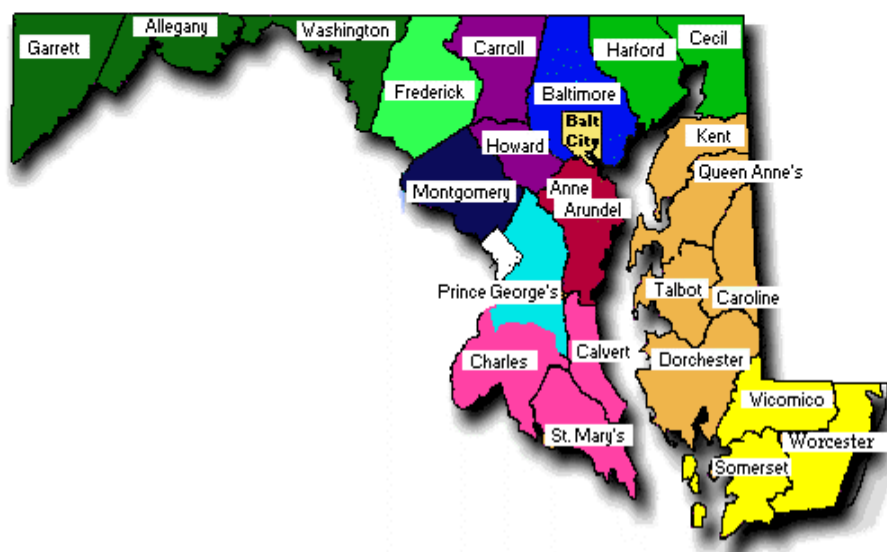 Garrett
Allegany
Washington
Frederick
Carroll
Baltimore
Harford
Cecil
Balt
City
Howard
Montgomery
Anne
Arundel
Kent
Queen Anne's
Prince George's
Talbot
Caroline
Charles
Calvert
Dorchester
St. Mary's
Wicomico
Worcester
Somerset